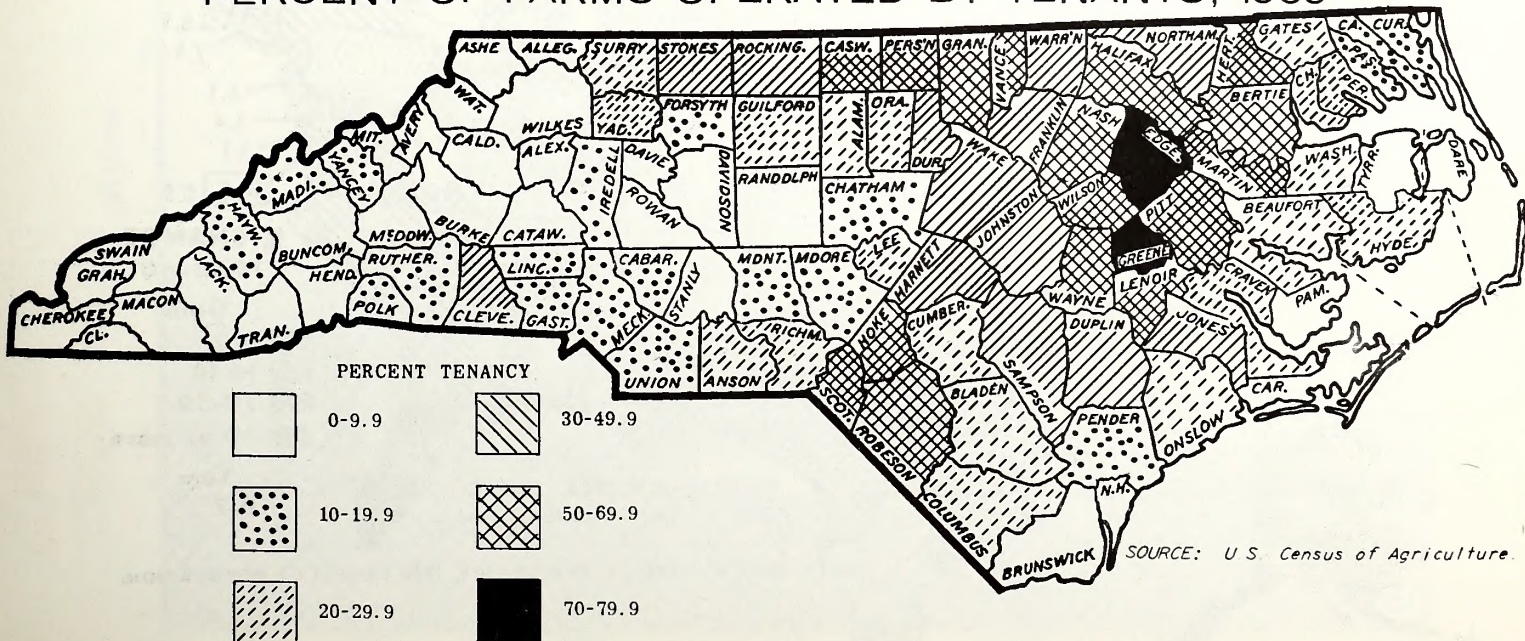 PERCENT OF FARMS OPERATED BY TENANTS,
ASHE ALLEG. SURRY STOKES ROCKING. CASW. PERS'N GRAN. VANCE WARR'N HALIFAX NORTHAM. HERT. GATES CA. CUR.
PAS. PER. CH. BERTIE
WAT. AVERY MIT. YANCEY MADI. WILKES YAD. FORSYTH GUILFORD ALAM. ORA. DUR. FRANKLIN NASH EDGE. MARTIN WASH. TYRR. DARE
CALD. ALEX. IREDELL DAVIE DAVIDSON RANDOLPH CHATHAM WAKE WILSON PITT BEAUFORT HYDE.
HAYW. BUNCOM. McDDW. BURKE CATAW. ROWAN LEE JOHNSTON GREENE
SWAIN GRAH. JACK. HEND. RUTHER. LINC. CABAR. STANLY MDNT. MDORE HARNETT WAYNE LENOIR CRAVEN PAM.
CHEROKEE MACON CL. TRAN. POLK CLEVE. GAST. MECK. RICHM. HOKE CUMBER. SAMPSON DUPLIN JONES
UNION ANSON SCOT. ROBESON BLADEN PENDER ONSLOW CAR.
COLUMBUS BRUNSWICK N.H.
PERCENT TENANCY
0-9.9
30-49.9
10-19.9
50-69.9
20-29.9
70-79.9
SOURCE: U.S. Census of Agriculture.